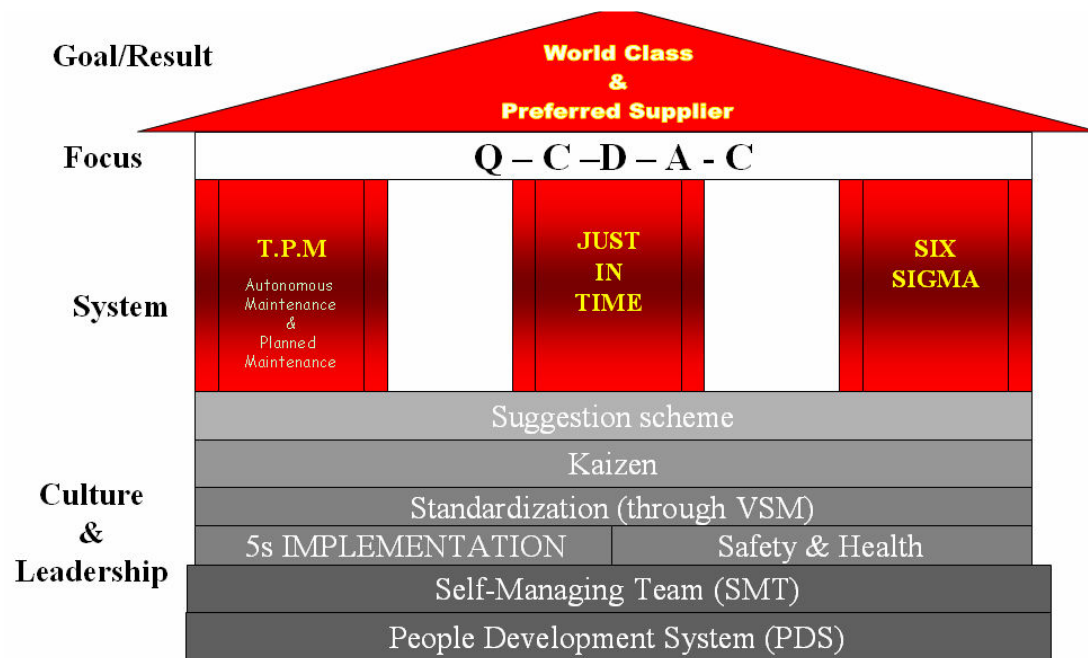 Goal/Result
World Class
&
Preferred Supplier
Focus
Q – C –D – A - C
System
T.P.M
Autonomous
Maintenance
&
Planned
Maintenance
JUST
IN
TIME
SIX
SIGMA
Culture
&
Leadership
Suggestion scheme
Kaizen
Standardization (through VSM)
5s IMPLEMENTATION
Safety & Health
Self-Managing Team (SMT)
People Development System (PDS)